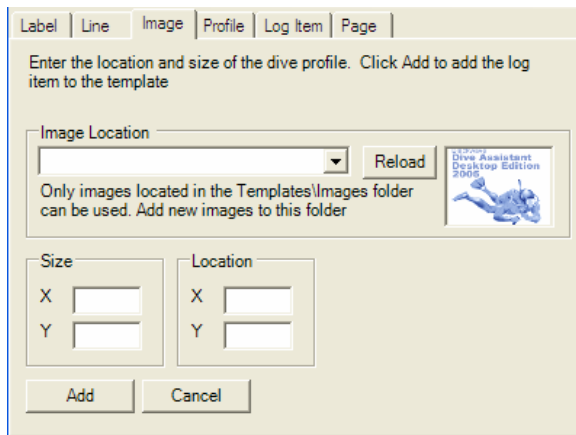 Label Line Image Profile Log Item Page
Enter the location and size of the dive profile. Click Add to add the log
item to the template
Image Location
Reload
Dive Assistant
Desktop Edition
2006
Only images located in the Templates\Images folder
can be used. Add new images to this folder
Size Location
X X
Y Y
Add Cancel